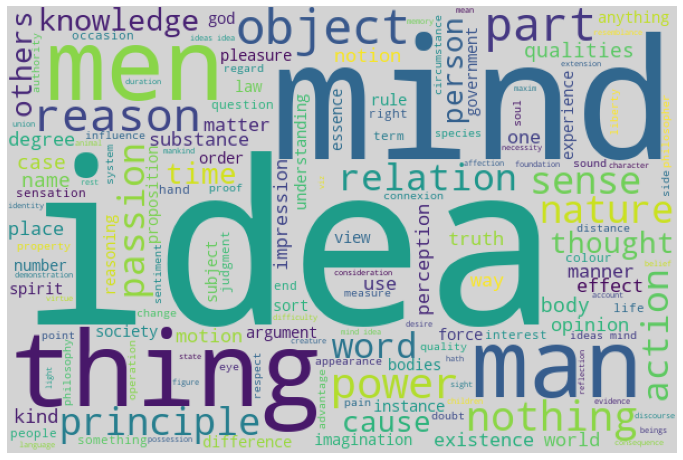 knowledge
god
object
part
anything
occasion
memory
ideas idea
mean
authority
others
men
mind
pleasure
notion
person
circumstance
government
qualities
regard
law
reason
question
matter
essence
rule
right
term
species
experience
extension
maxim
liberty
philosopher
union
duration
degree
influence
substance
one
soul
necessity
case
system
mankind
order
understanding
affection
foundation
sound
character
side
name
animal
time
relation
sense
sensation
rest
passion
proposition
hand
proof
impression
connexion
nature
identity
place
property
reasoning
sentiment
subject
judgment
view
perception
truth
distance
thought
number
demonstration
idea
consideration
way
colour
manner
spirit
virtue
change
end
use
measure
body
effect
belief
sort
account
life
opinion
action
society
motion
argument
difficulty
mind idea
desire
force
interest
ideas mind
point
thing
word
man
light
philosophy
state
operation
eye
respect
creature
appearance
bodies
quality
hath
reflection
figure
advantage
pain
power
sight
evidence
kind
principle
cause
instance
doubt
nothing
discourse
people
something
possession
difference
imagination
existence
world
beings
language
consequence